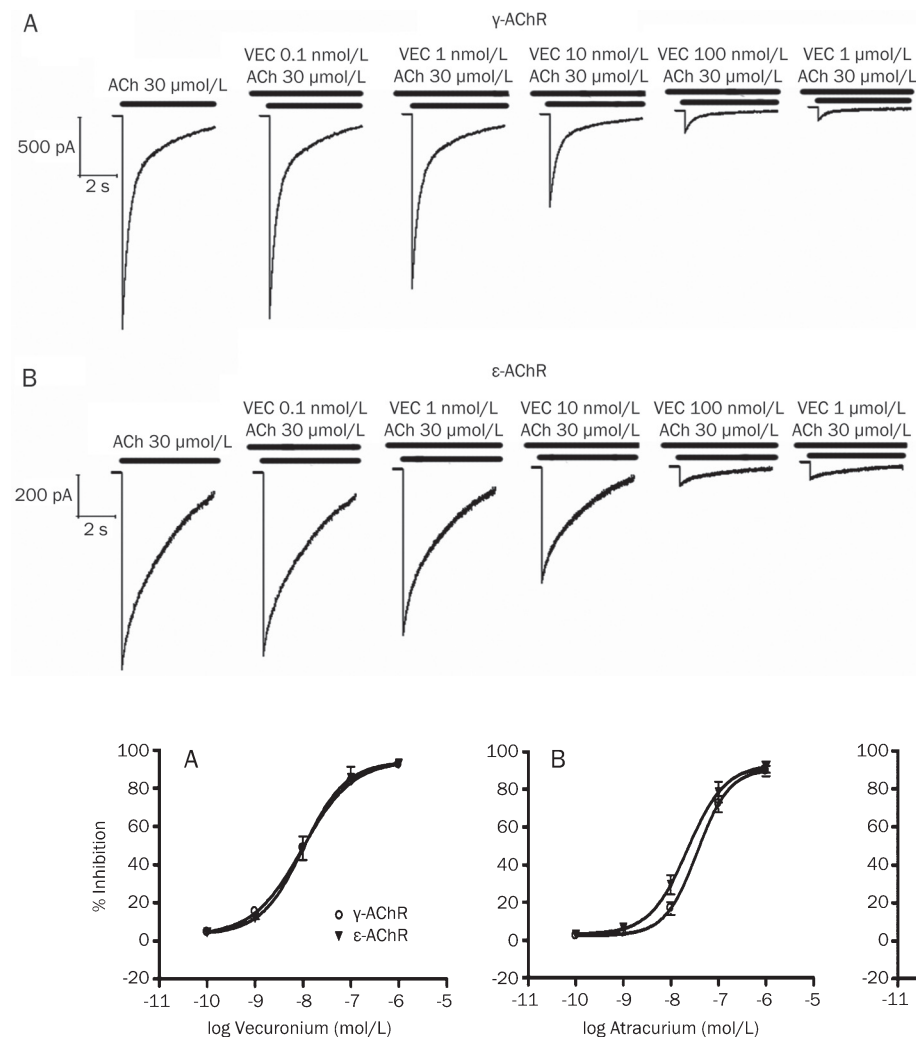 A
γ-AChR
VEC 0.1 nmol/L VEC 1 nmol/L VEC 10 nmol/L VEC 100 nmol/L VEC 1 μmol/L
ACh 30 μmol/L ACh 30 μmol/L ACh 30 μmol/L ACh 30 μmol/L ACh 30 μmol/L ACh 30 μmol/L
500 pA
2 s
B
ε-AChR
VEC 0.1 nmol/L VEC 1 nmol/L VEC 10 nmol/L VEC 100 nmol/L VEC 1 μmol/L
ACh 30 μmol/L ACh 30 μmol/L ACh 30 μmol/L ACh 30 μmol/L ACh 30 μmol/L ACh 30 μmol/L
200 pA
2 s
A
% Inhibition
100
80
60
40
20
0
-20
γ-AChR
ε-AChR
-11 -10 -9 -8 -7 -6 -5
log Vecuronium (mol/L)
B
100
80
60
40
20
0
-20
-11 -10 -9 -8 -7 -6 -5
log Atracurium (mol/L)
100
80
60
40
20
0
-20
-11